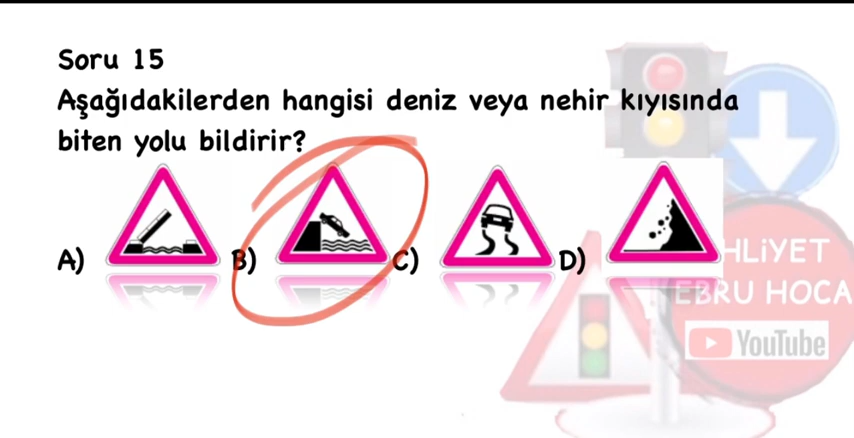 Soru 15
Aşağıdakilerden hangisi deniz veya nehir kıyısında
biten yolu bildirir?
A)
B)
C)
D)
HLİYET
EBRU HOCA
YouTube